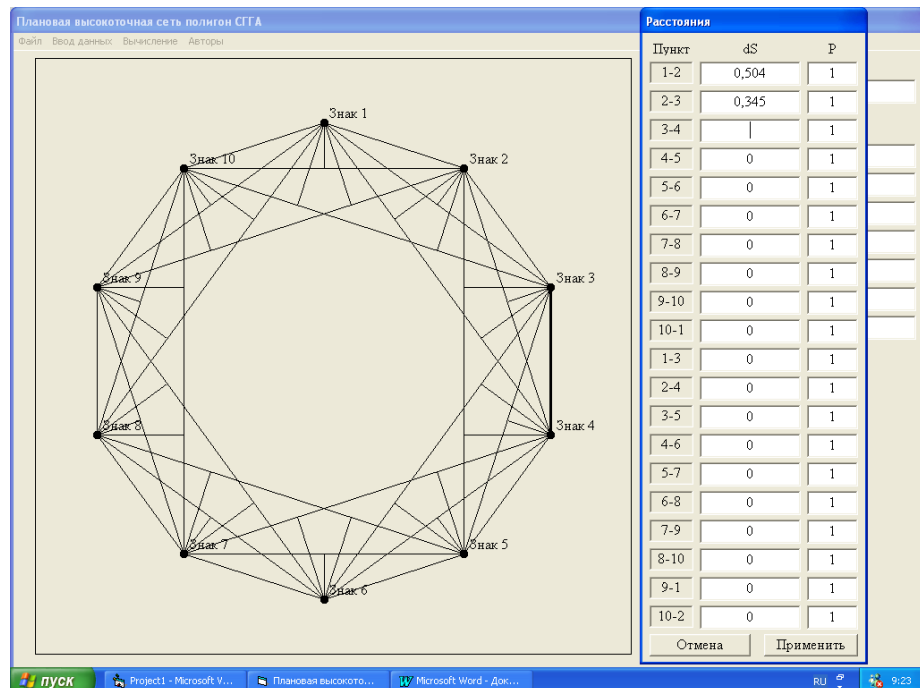 Плановая высокоточная сеть полигон СГГА
Файл Ввод данных Вычисление Авторы
Знак 1
Знак 10
Знак 2
Знак 9
Знак 3
Знак 8
Знак 4
Знак 7
Знак 5
Знак 6
Расстояния
Пункт dS P
1-2 0,504 1
2-3 0,345 1
3-4 1
4-5 0 1
5-6 0 1
6-7 0 1
7-8 0 1
8-9 0 1
9-10 0 1
10-1 0 1
1-3 0 1
2-4 0 1
3-5 0 1
4-6 0 1
5-7 0 1
6-8 0 1
7-9 0 1
8-10 0 1
9-1 0 1
10-2 0 1
Отмена Применить
пуск Project1 - Microsoft V... Плановая высокото... Microsoft Word - Док... RU 9:23